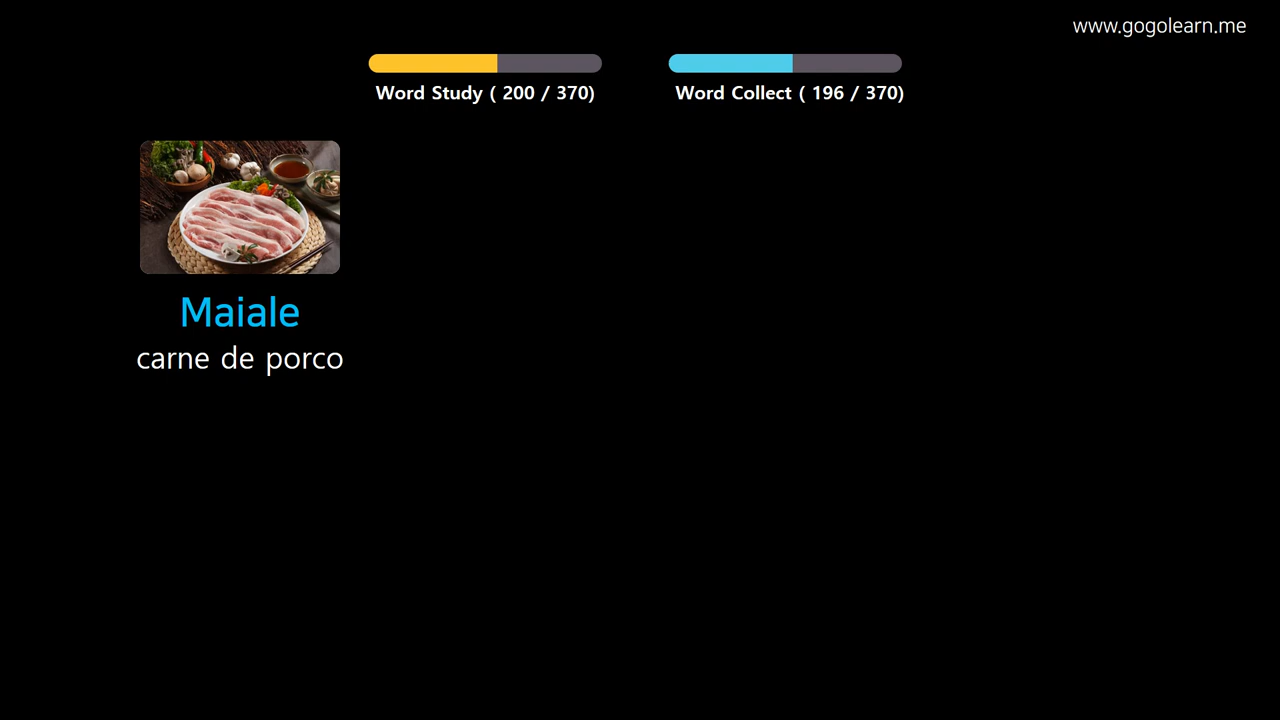 www.gogolearn.me
Word Study ( 200 / 370)
Word Collect ( 196 / 370)
Maiale
carne de porco